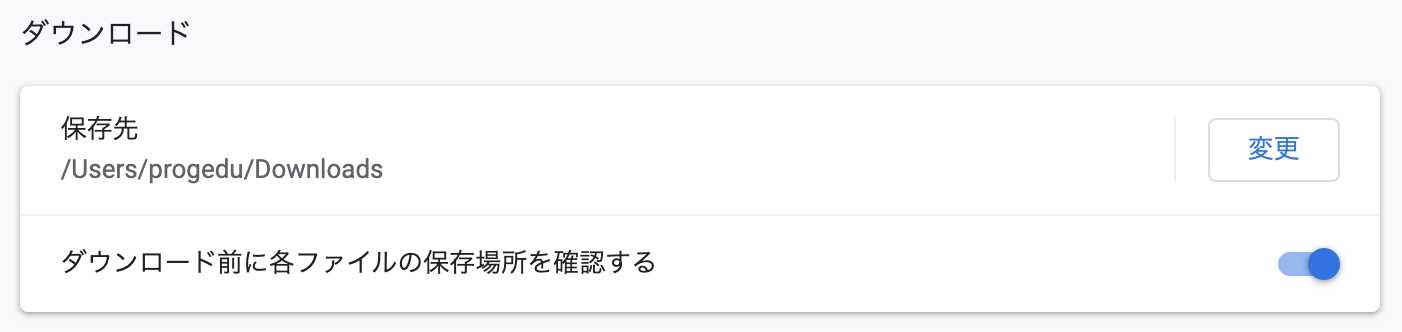 ダウンロード
保存先
/Users/progedu/Downloads
変更
ダウンロード前に各ファイルの保存場所を確認する